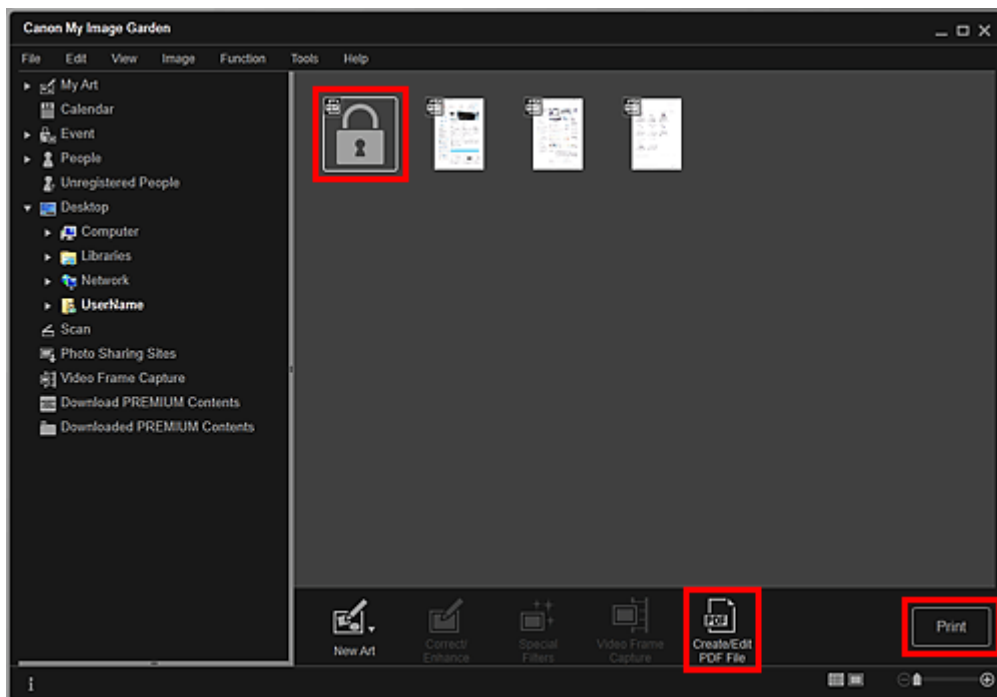 Canon My Image Garden
File Edit View Image Function Tools Help
My Art
Calendar
Event
People
Unregistered People
Desktop
Computer
Libraries
Network
UserName
Scan
Photo Sharing Sites
Video Frame Capture
Download PREMIUM Contents
Downloaded PREMIUM Contents
New Art
Correct/
Enhance
Special
Filters
Video Frame
Capture
PDF
Create/Edit
PDF File
Print